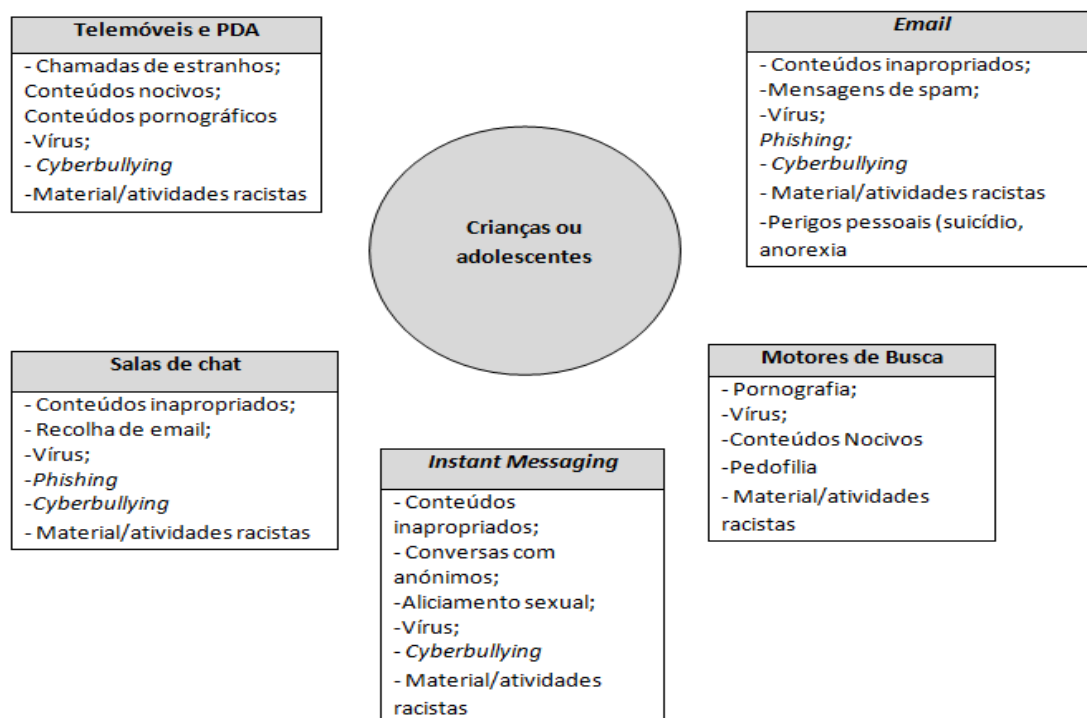 Telemóveis e PDA
- Chamadas de estranhos;
Conteúdos nocivos;
Conteúdos pornográficos
-Vírus;
- Cyberbullying
-Material/atividades racistas
Email
- Conteúdos inapropriados;
-Mensagens de spam;
-Vírus;
Phishing;
- Cyberbullying
- Material/atividades racistas
-Perigos pessoais (suicídio,
anorexia
Crianças ou
adolescentes
Salas de chat
- Conteúdos inapropriados;
- Recolha de email;
-Vírus;
-Phishing
-Cyberbullying
- Material/atividades racistas
Instant Messaging
- Conteúdos
inapropriados;
- Conversas com
anónimos;
-Aliciamento sexual;
-Vírus;
- Cyberbullying
- Material/atividades
racistas
Motores de Busca
- Pornografia;
-Vírus;
-Conteúdos Nocivos
-Pedofilia
- Material/atividades
racistas